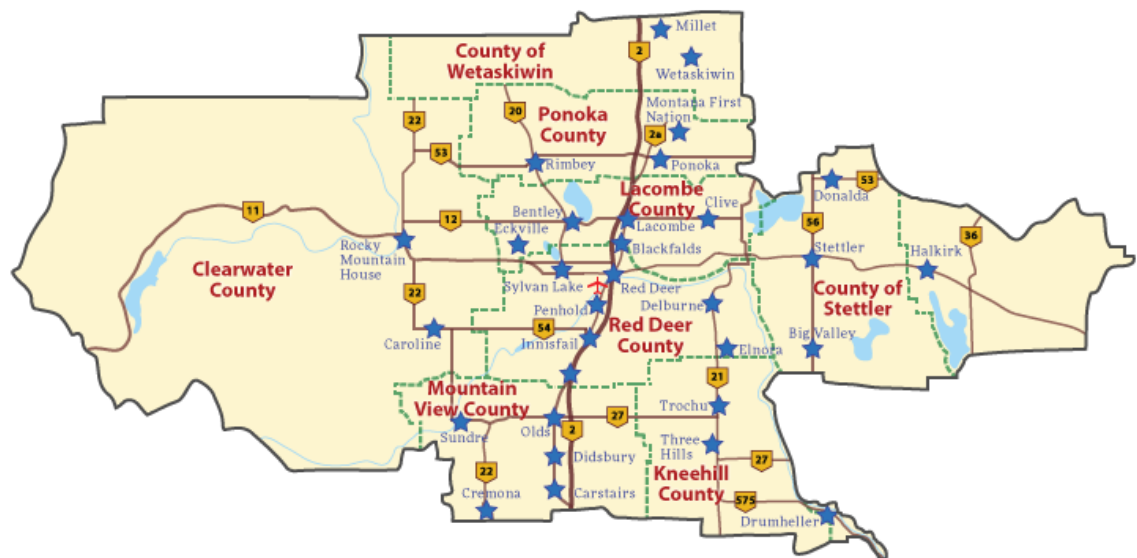 Millet
2
County of
Wetaskiwin
Wetaskiwin
20
Montana First
Nation
Ponoka
County
22
2a
53
Rimbey
Ponoka
Donalda
53
Lacombe
County
Clive
11
12
Bentley
Lacombe
56
36
Eckville
Blackfalds
Rocky
Mountain
House
Stettler
Halkirk
Clearwater
County
Sylvan Lake
Red Deer
County of
Stettler
22
Penhold
Delburne
54
Red Deer
County
Caroline
Innisfail
Elnora
Big Valley
21
Mountain
View County
Trochu
27
Sundre
Olds
2
Three
Hills
Didsbury
27
22
Kneehill
County
Cremona
Carstairs
575
Drumheller